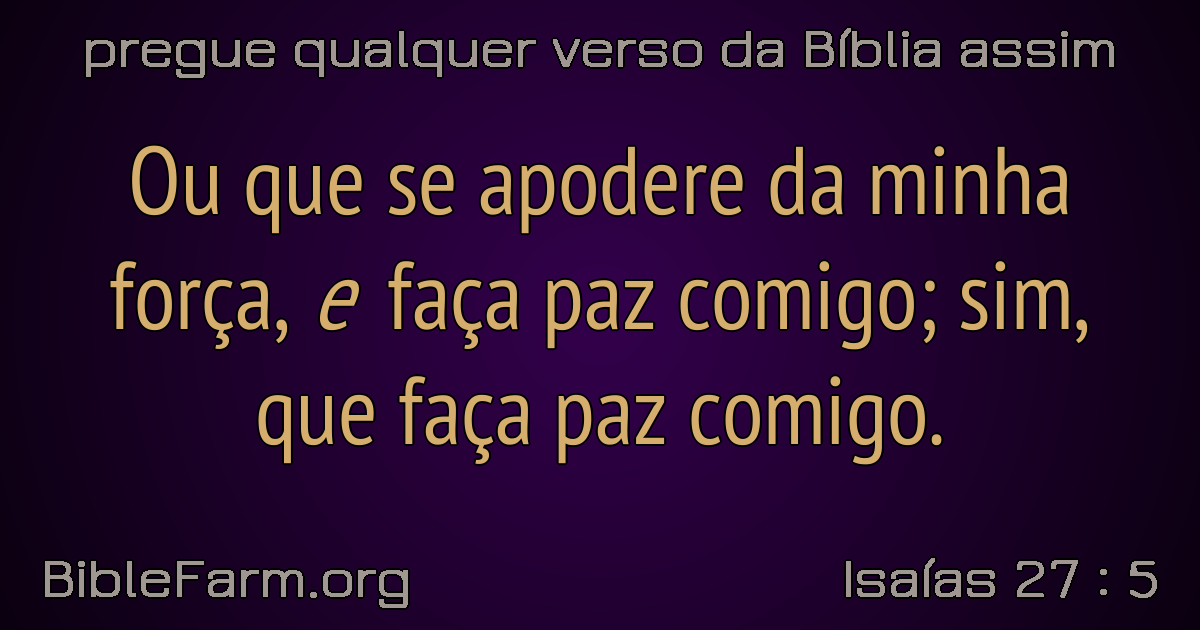 pregue qualquer verso da Bíblia assim
Ou que se apodere da minha
força, e faça paz comigo; sim,
que faça paz comigo.
BibleFarm.org
Isaías 27 : 5